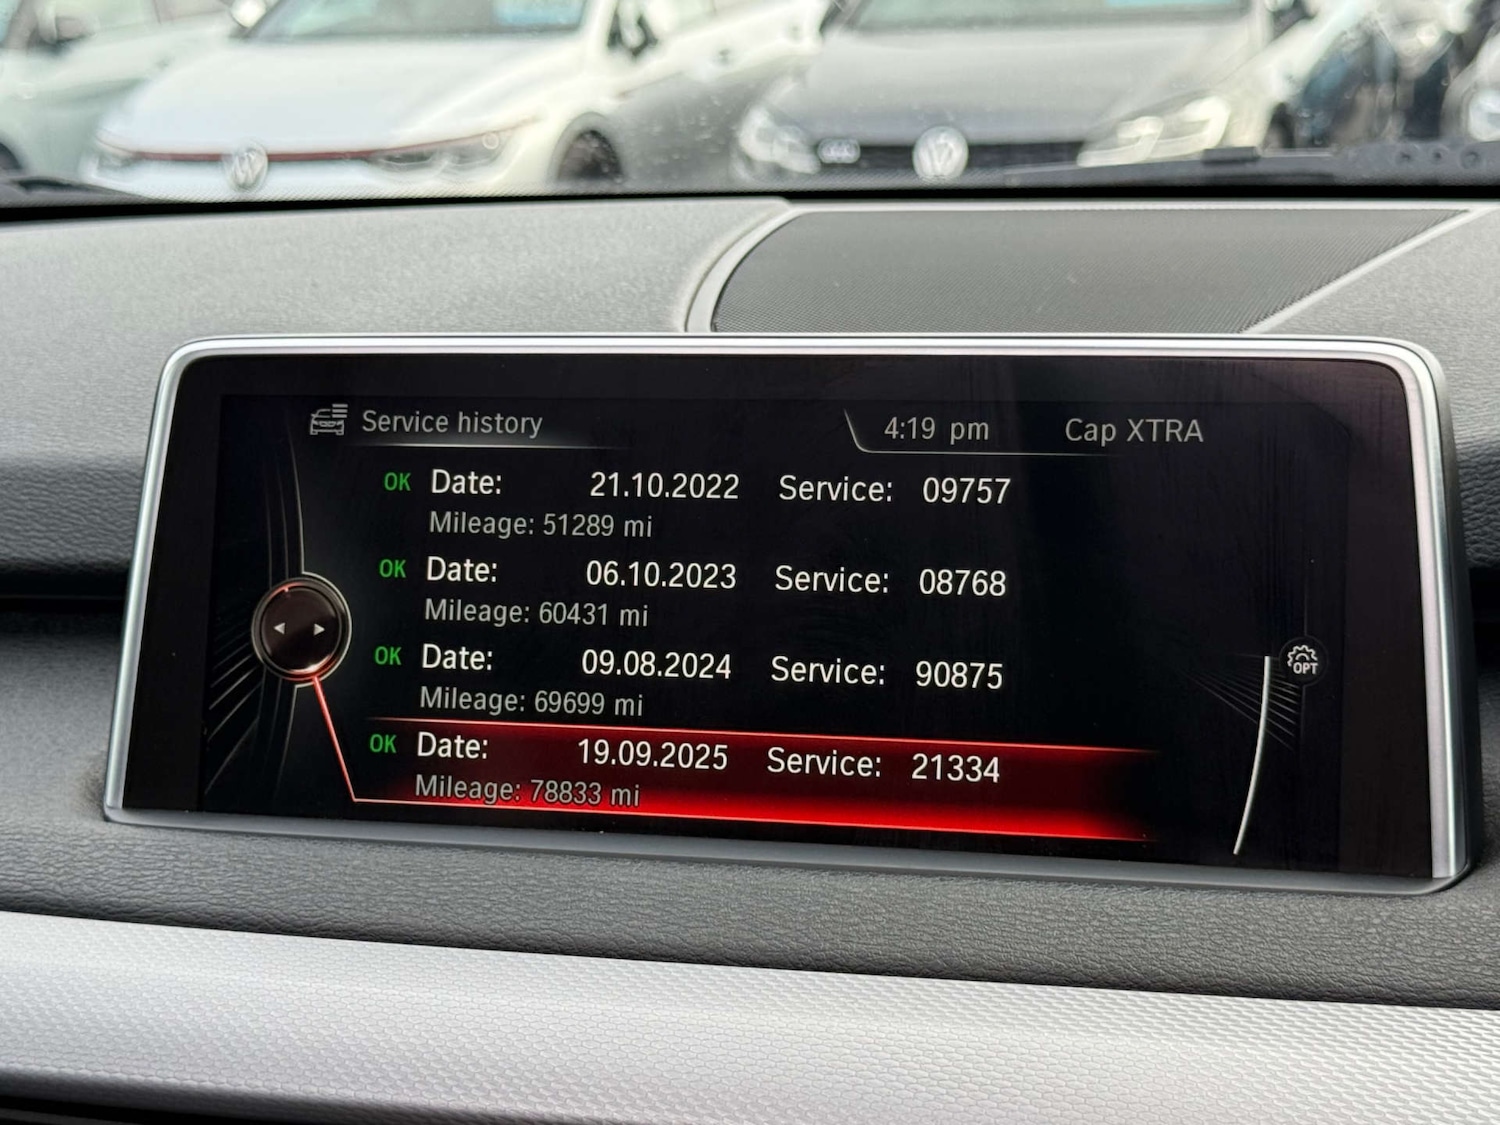 Service history 4:19 pm Cap XTRA
OK Date: 21.10.2022 Service: 09757
Mileage: 51289 mi
OK Date: 06.10.2023 Service: 08768
Mileage: 60431 mi
OK Date: 09.08.2024 Service: 90875
Mileage: 69699 mi
OPT
OK Date: 19.09.2025 Service: 21334
Mileage: 78833 mi